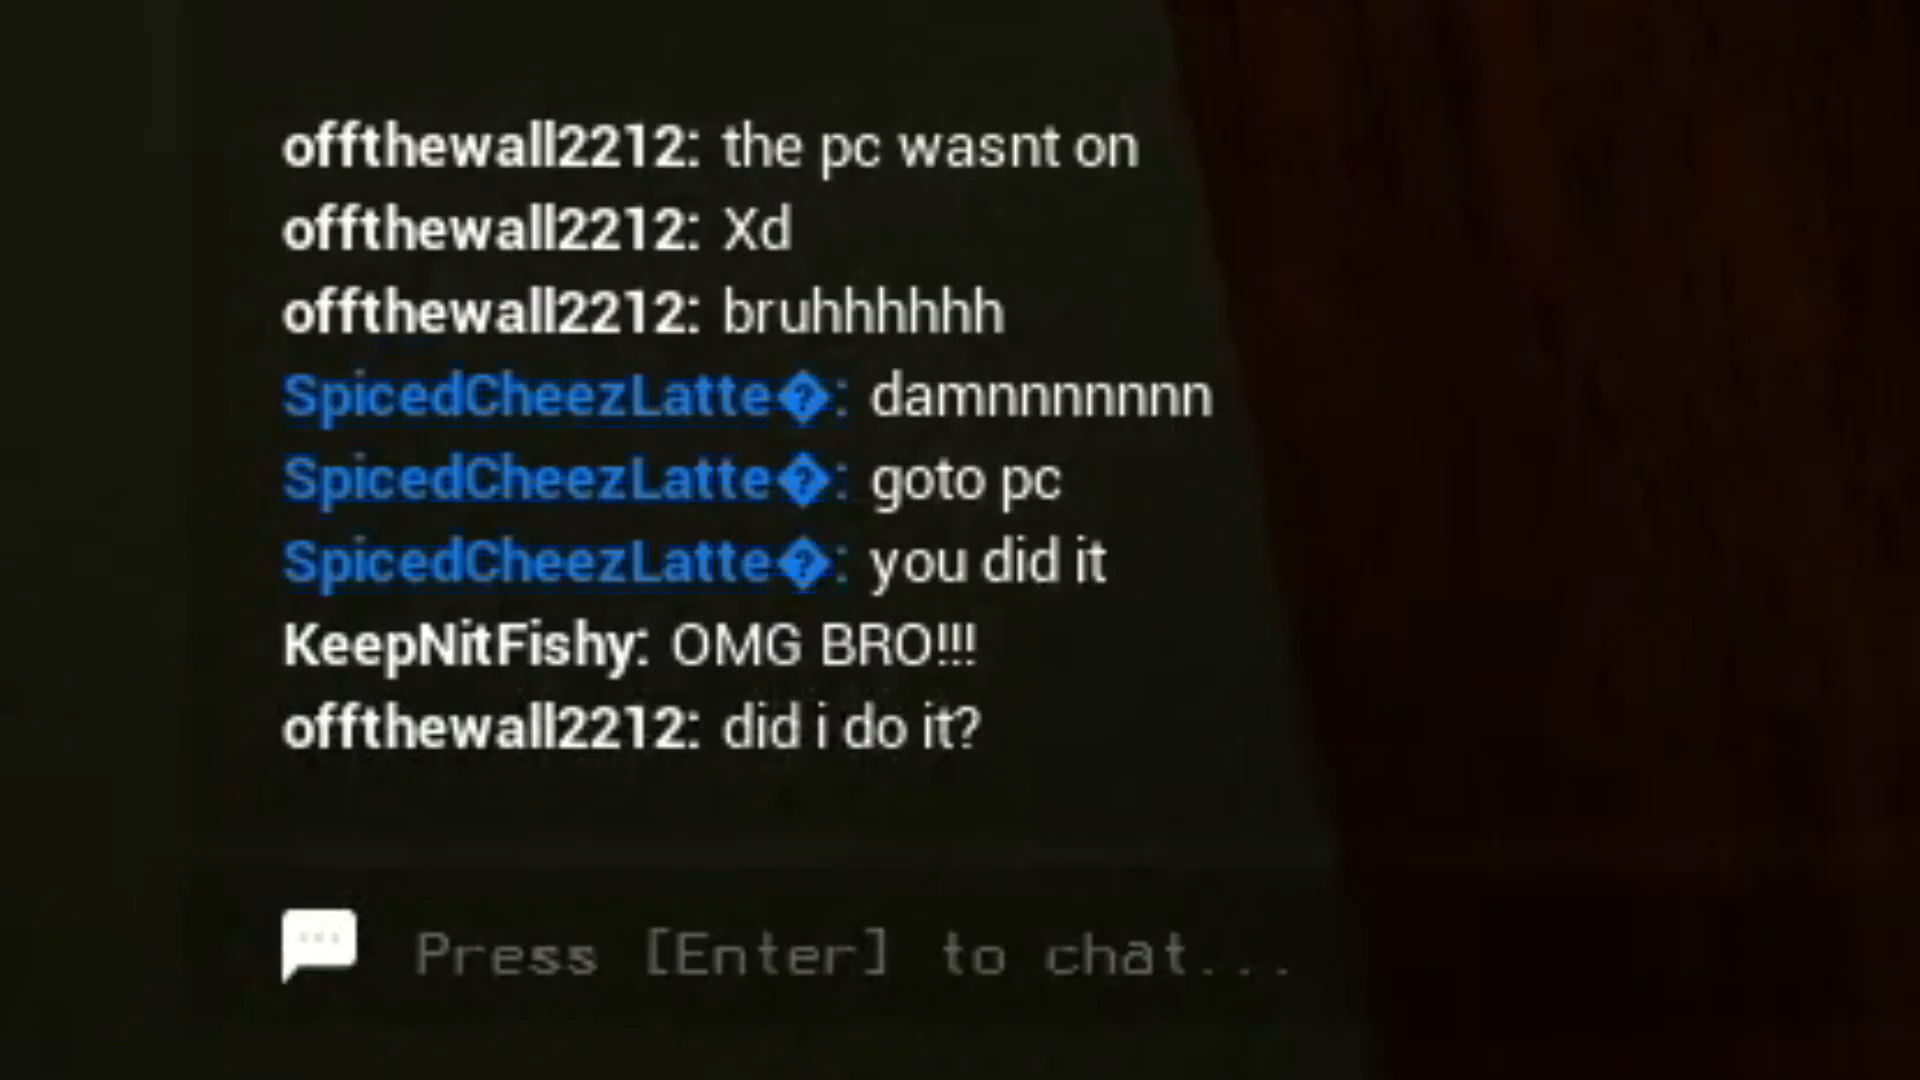 offthewall2212: the pc wasnt on
offthewall2212: Xd
offthewall2212: bruhhhhhh
SpicedCheezLatte�: damnnnnnnn
SpicedCheezLatte�: goto pc
SpicedCheezLatte�: you did it
KeepNitFishy: OMG BRO!!!
offthewall2212: did i do it?
Press [Enter] to chat...